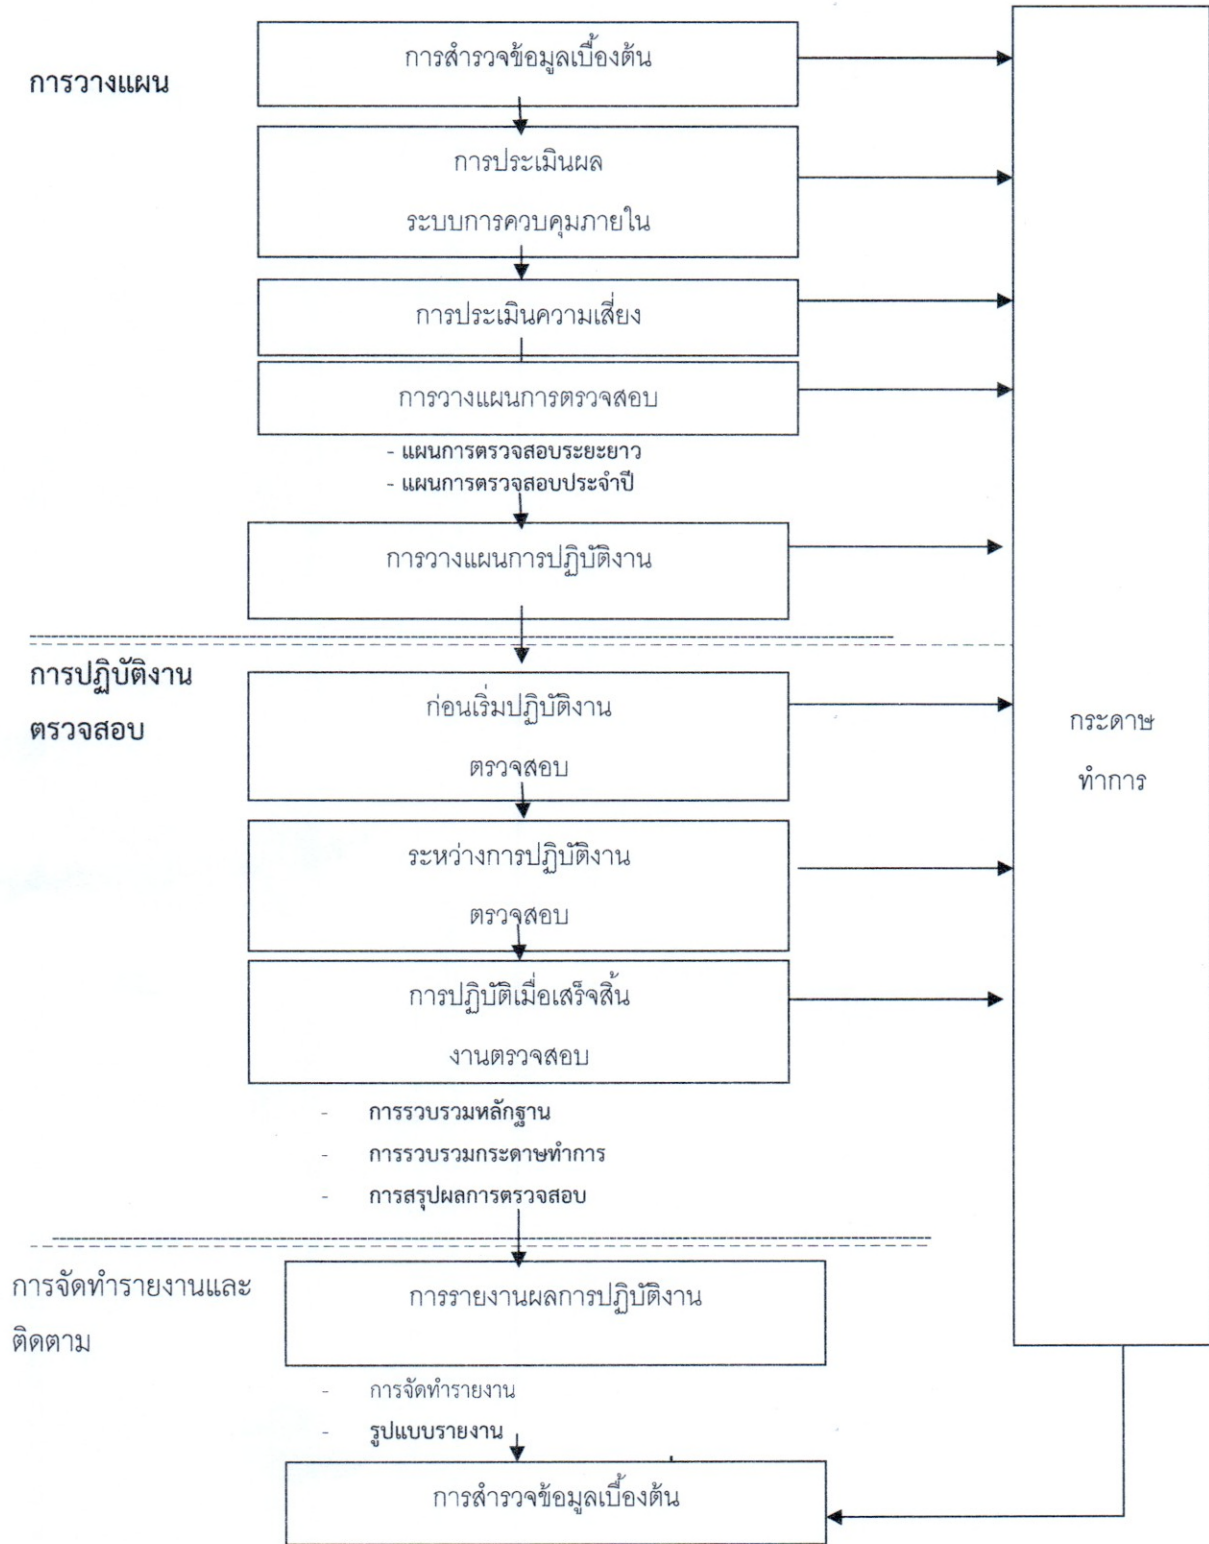 การวางแผน
การสำรวจข้อมูลเบื้องต้น
การประเมินผล
ระบบการควบคุมภายใน
การประเมินความเสี่ยง
การวางแผนการตรวจสอบ
- แผนการตรวจสอบระยะยาว
- แผนการตรวจสอบประจำปี
การวางแผนการปฏิบัติงาน
การปฏิบัติงาน
ตรวจสอบ
ก่อนเริ่มปฏิบัติงาน
ตรวจสอบ
ระหว่างการปฏิบัติงาน
ตรวจสอบ
การปฏิบัติเมื่อเสร็จสิ้น
งานตรวจสอบ
- การรวบรวมหลักฐาน
- การรวบรวมกระดาษทำการ
- การสรุปผลการตรวจสอบ
กระดาษ
ทำการ
การจัดทำรายงานและ
ติดตาม
การรายงานผลการปฏิบัติงาน
- การจัดทำรายงาน
- รูปแบบรายงาน
การสำรวจข้อมูลเบื้องต้น